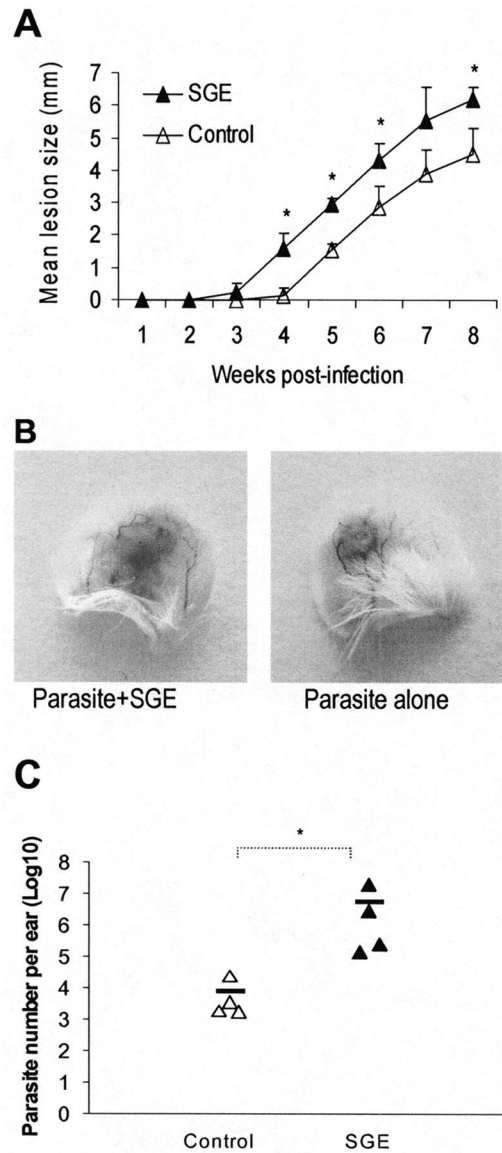 A
Mean lesion size (mm)
7
6
5
4
3
2
1
0
SGE
Control
*
*
*
*
1 2 3 4 5 6 7 8
Weeks post-infection
B
Parasite+SGE Parasite alone
C
Parasite number per ear (Log10)
8
7
6
5
4
3
2
1
0
*
Control SGE